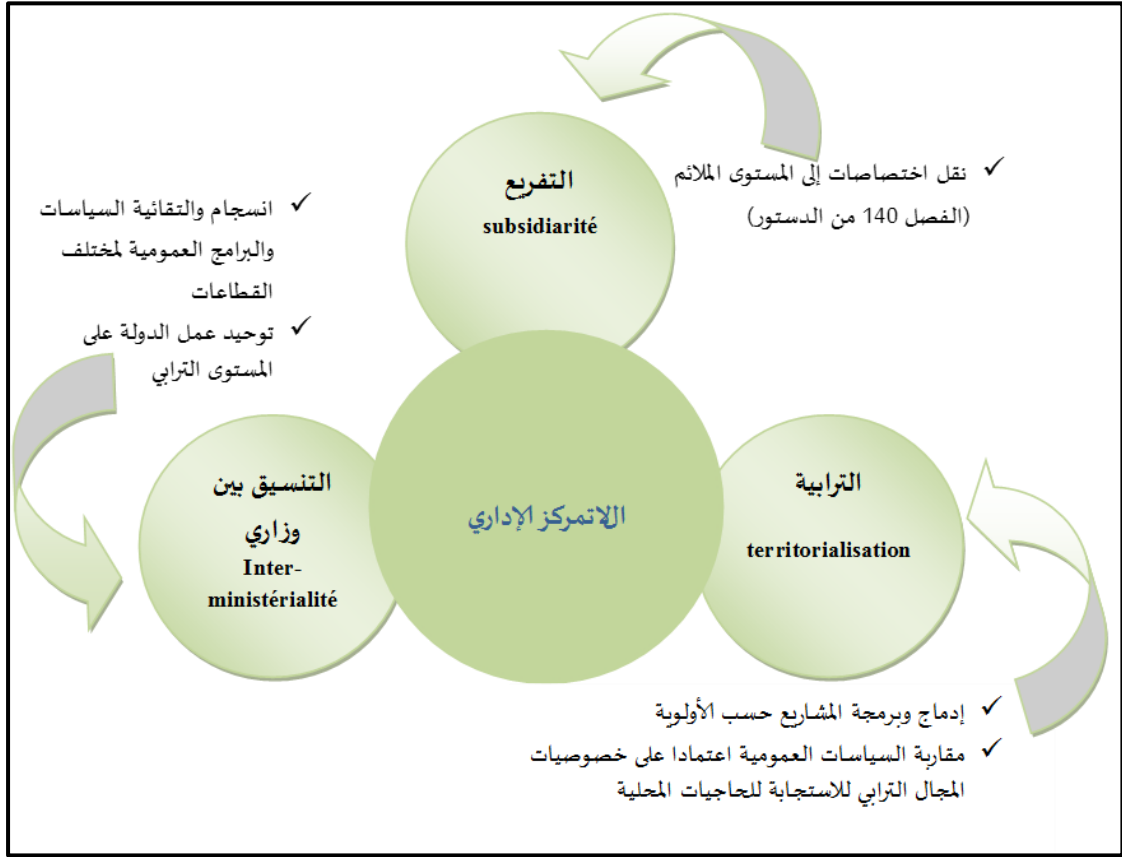 التفريع
subsidiarité
✓ نقل اختصاصات إلى المستوى الملائم
(الفصل 140 من الدستور)
✓ انسجام والتقائية السياسات
والبرامج العمومية لمختلف
القطاعات
✓ توحيد عمل الدولة على
المستوى الترابي
التنسيق بين
وزاري
Inter-
ministérialité
اللاتمركز الإداري
الترابية
territorialisation
✓ إدماج وبرمجة المشاريع حسب الأولوية
✓ مقاربة السياسات العمومية اعتمادا على خصوصيات
المجال الترابي للاستجابة للحاجيات المحلية